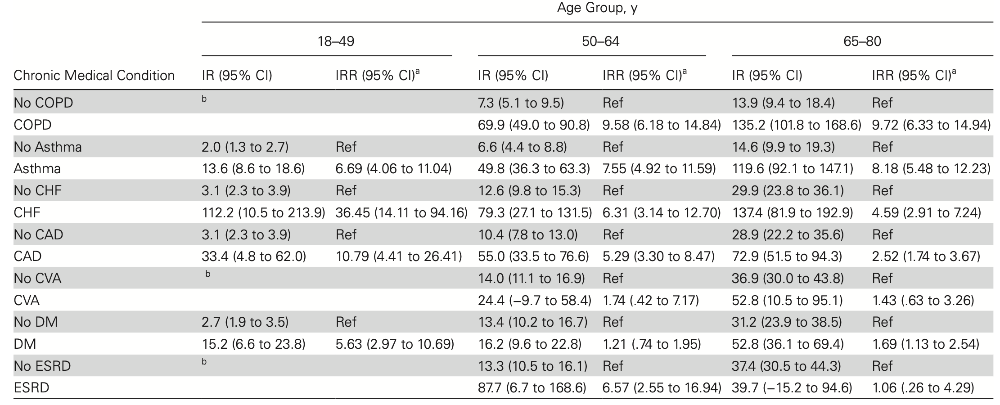 Age Group, y
18–49 50–64 65–80
Chronic Medical Condition IR (95% CI) IRR (95% CI)a IR (95% CI) IRR (95% CI)a IR (95% CI) IRR (95% CI)a
No COPD b 7.3 (5.1 to 9.5) Ref 13.9 (9.4 to 18.4) Ref
COPD 69.9 (49.0 to 90.8) 9.58 (6.18 to 14.84) 135.2 (101.8 to 168.6) 9.72 (6.33 to 14.94)
No Asthma 2.0 (1.3 to 2.7) Ref 6.6 (4.4 to 8.8) Ref 14.6 (9.9 to 19.3) Ref
Asthma 13.6 (8.6 to 18.6) 6.69 (4.06 to 11.04) 49.8 (36.3 to 63.3) 7.55 (4.92 to 11.59) 119.6 (92.1 to 147.1) 8.18 (5.48 to 12.23)
No CHF 3.1 (2.3 to 3.9) Ref 12.6 (9.8 to 15.3) Ref 29.9 (23.8 to 36.1) Ref
CHF 112.2 (10.5 to 213.9) 36.45 (14.11 to 94.16) 79.3 (27.1 to 131.5) 6.31 (3.14 to 12.70) 137.4 (81.9 to 192.9) 4.59 (2.91 to 7.24)
No CAD 3.1 (2.3 to 3.9) Ref 10.4 (7.8 to 13.0) Ref 28.9 (22.2 to 35.6) Ref
CAD 33.4 (4.8 to 62.0) 10.79 (4.41 to 26.41) 55.0 (33.5 to 76.6) 5.29 (3.30 to 8.47) 72.9 (51.5 to 94.3) 2.52 (1.74 to 3.67)
No CVA b 14.0 (11.1 to 16.9) Ref 36.9 (30.0 to 43.8) Ref
CVA 24.4 (−9.7 to 58.4) 1.74 (.42 to 7.17) 52.8 (10.5 to 95.1) 1.43 (.63 to 3.26)
No DM 2.7 (1.9 to 3.5) Ref 13.4 (10.2 to 16.7) Ref 31.2 (23.9 to 38.5) Ref
DM 15.2 (6.6 to 23.8) 5.63 (2.97 to 10.69) 16.2 (9.6 to 22.8) 1.21 (.74 to 1.95) 52.8 (36.1 to 69.4) 1.69 (1.13 to 2.54)
No ESRD b 13.3 (10.5 to 16.1) Ref 37.4 (30.5 to 44.3) Ref
ESRD 87.7 (6.7 to 168.6) 6.57 (2.55 to 16.94) 39.7 (−15.2 to 94.6) 1.06 (.26 to 4.29)